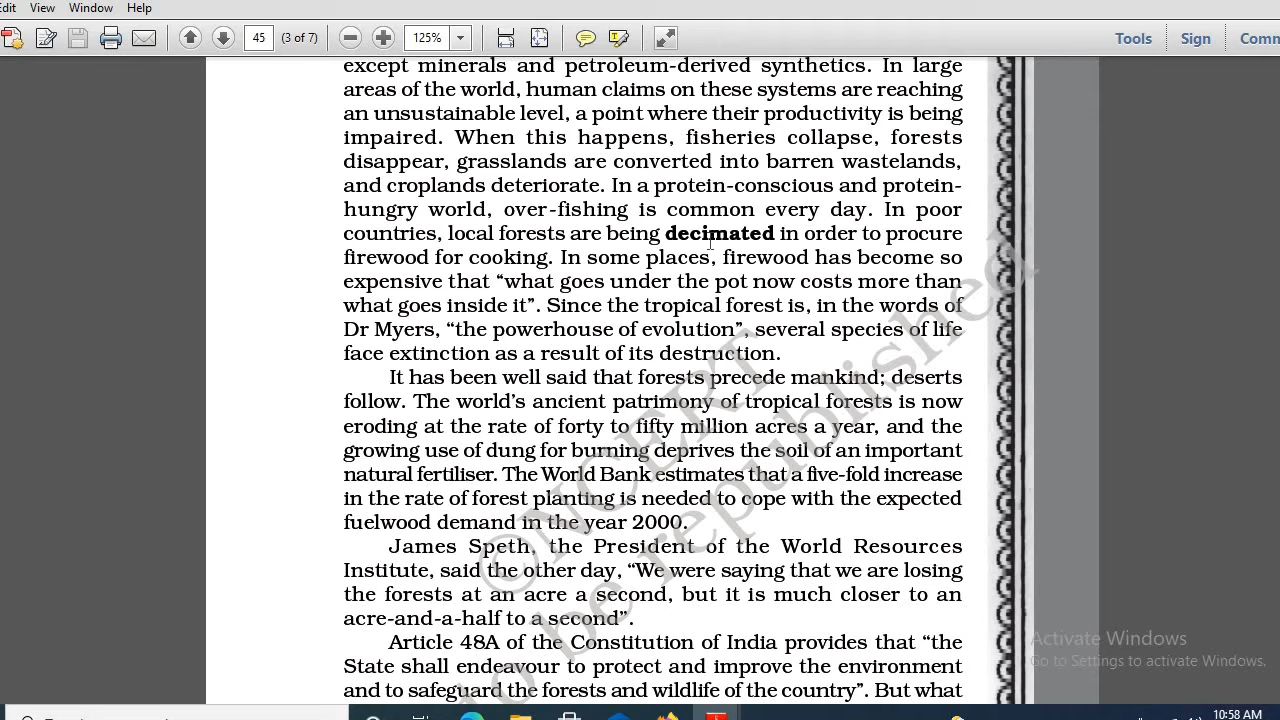 Edit View Window Help
45 (3 of 7) 125% Tools Sign Comm
except minerals and petroleum-derived synthetics. In large
areas of the world, human claims on these systems are reaching
an unsustainable level, a point where their productivity is being
impaired. When this happens, fisheries collapse, forests
disappear, grasslands are converted into barren wastelands,
and croplands deteriorate. In a protein-conscious and protein-
hungry world, over-fishing is common every day. In poor
countries, local forests are being decimated in order to procure
firewood for cooking. In some places, firewood has become so
expensive that “what goes under the pot now costs more than
what goes inside it”. Since the tropical forest is, in the words of
Dr Myers, “the powerhouse of evolution”, several species of life
face extinction as a result of its destruction.
It has been well said that forests precede mankind; deserts
follow. The world’s ancient patrimony of tropical forests is now
eroding at the rate of forty to fifty million acres a year, and the
growing use of dung for burning deprives the soil of an important
natural fertiliser. The World Bank estimates that a five-fold increase
in the rate of forest planting is needed to cope with the expected
fuelwood demand in the year 2000.
James Speth, the President of the World Resources
Institute, said the other day, “We were saying that we are losing
the forests at an acre a second, but it is much closer to an
acre-and-a-half to a second”.
Article 48A of the Constitution of India provides that “the
State shall endeavour to protect and improve the environment
and to safeguard the forests and wildlife of the country”. But what
©NCERT
to be republished
Activate Windows
Go to Settings to activate Windows.
10:58 AM